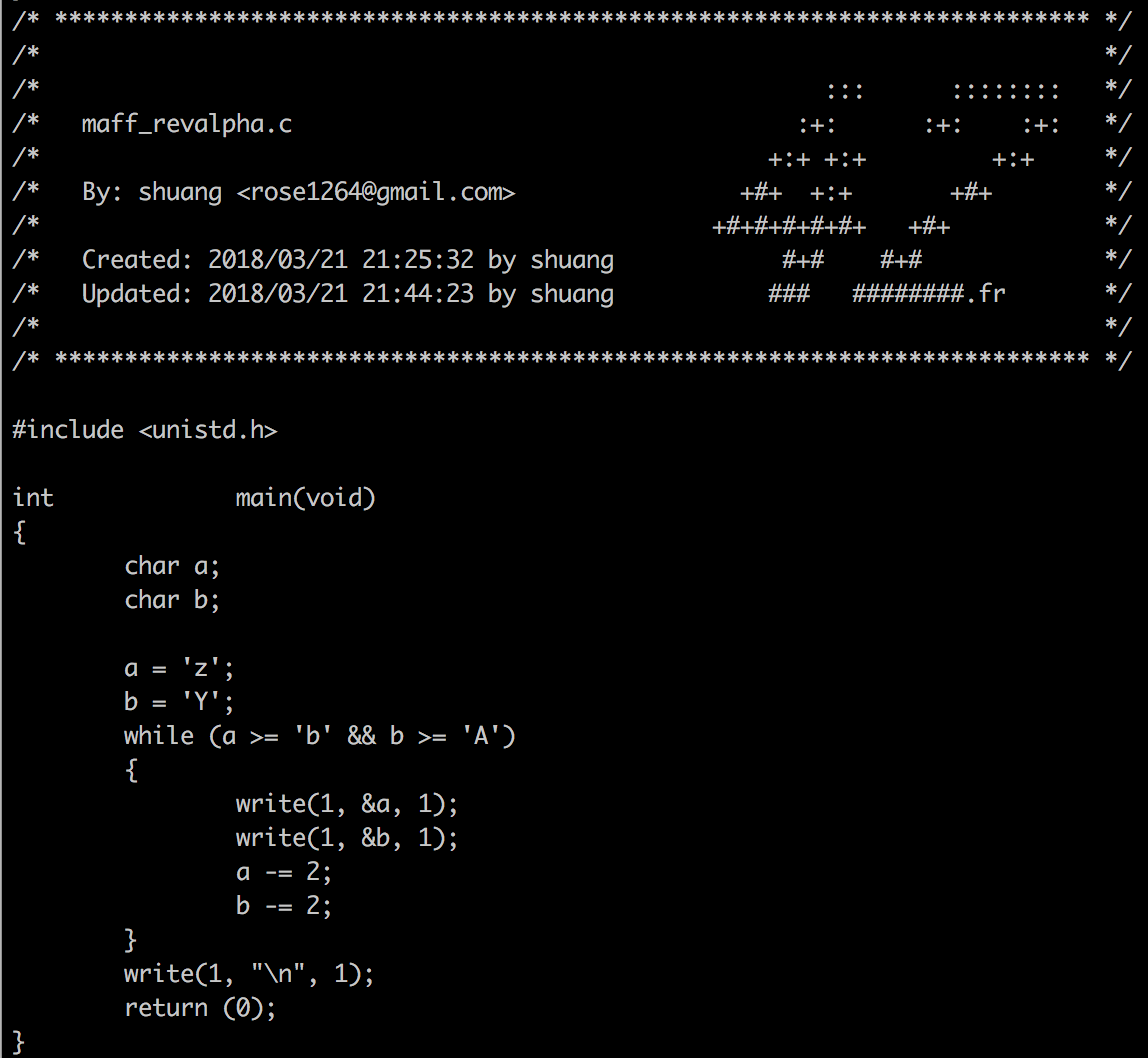 /* ************************************************************************** */
/*                                                                            */
/*                                                        :::      ::::::::   */
/*   maff_revalpha.c                                    :+:      :+:    :+:   */
/*                                                    +:+ +:+         +:+     */
/*   By: shuang <rose1264@gmail.com>                +#+  +:+       +#+        */
/*                                                +#+#+#+#+#+   +#+           */
/*   Created: 2018/03/21 21:25:32 by shuang            #+#    #+#             */
/*   Updated: 2018/03/21 21:44:23 by shuang           ###   ########.fr       */
/*                                                                            */
/* ************************************************************************** */

#include <unistd.h>

int		main(void)
{
	char a;
	char b;

	a = 'z';
	b = 'Y';
	while (a >= 'b' && b >= 'A')
	{
		write(1, &a, 1);
		write(1, &b, 1);
		a -= 2;
		b -= 2;
	}
	write(1, "\n", 1);
	return (0);
}